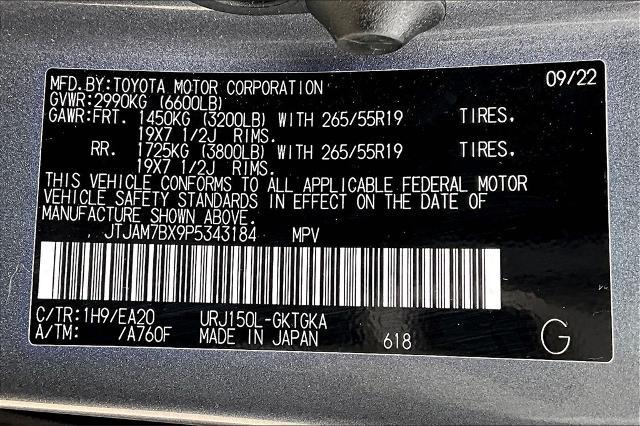 MFD.BY:TOYOTA MOTOR CORPORATION 09/22
GVWR:2990KG (6600LB)
GAWR:FRT. 1450KG (3200LB) WITH 265/55R19 TIRES.
19X7 1/2J RIMS.
RR. 1725KG (3800LB) WITH 265/55R19 TIRES.
19X7 1/2J RIMS.
THIS VEHICLE CONFORMS TO ALL APPLICABLE FEDERAL MOTOR
VEHICLE SAFETY STANDARDS IN EFFECT ON THE DATE OF
MANUFACTURE SHOWN ABOVE.
JTJAM7BX9P5343184 MPV
C/TR:1H9/EA20 URJ150L-GKTGKA
A/TM: /A760F MADE IN JAPAN 618 G